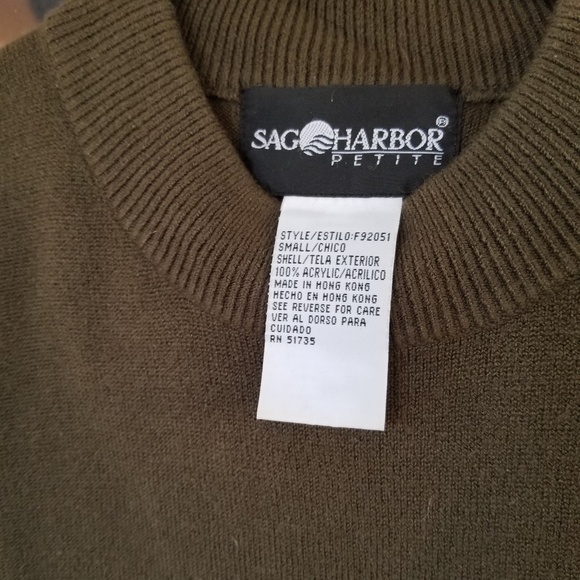 SAG HARBOR®
PETITE
STYLE/ESTILO:F92051
SMALL/CHICO
SHELL/TELA EXTERIOR
100% ACRYLIC/ACRILICO
MADE IN HONG KONG
HECHO EN HONG KONG
SEE REVERSE FOR CARE
VER AL DORSO PARA
CUIDADO
RN 51735